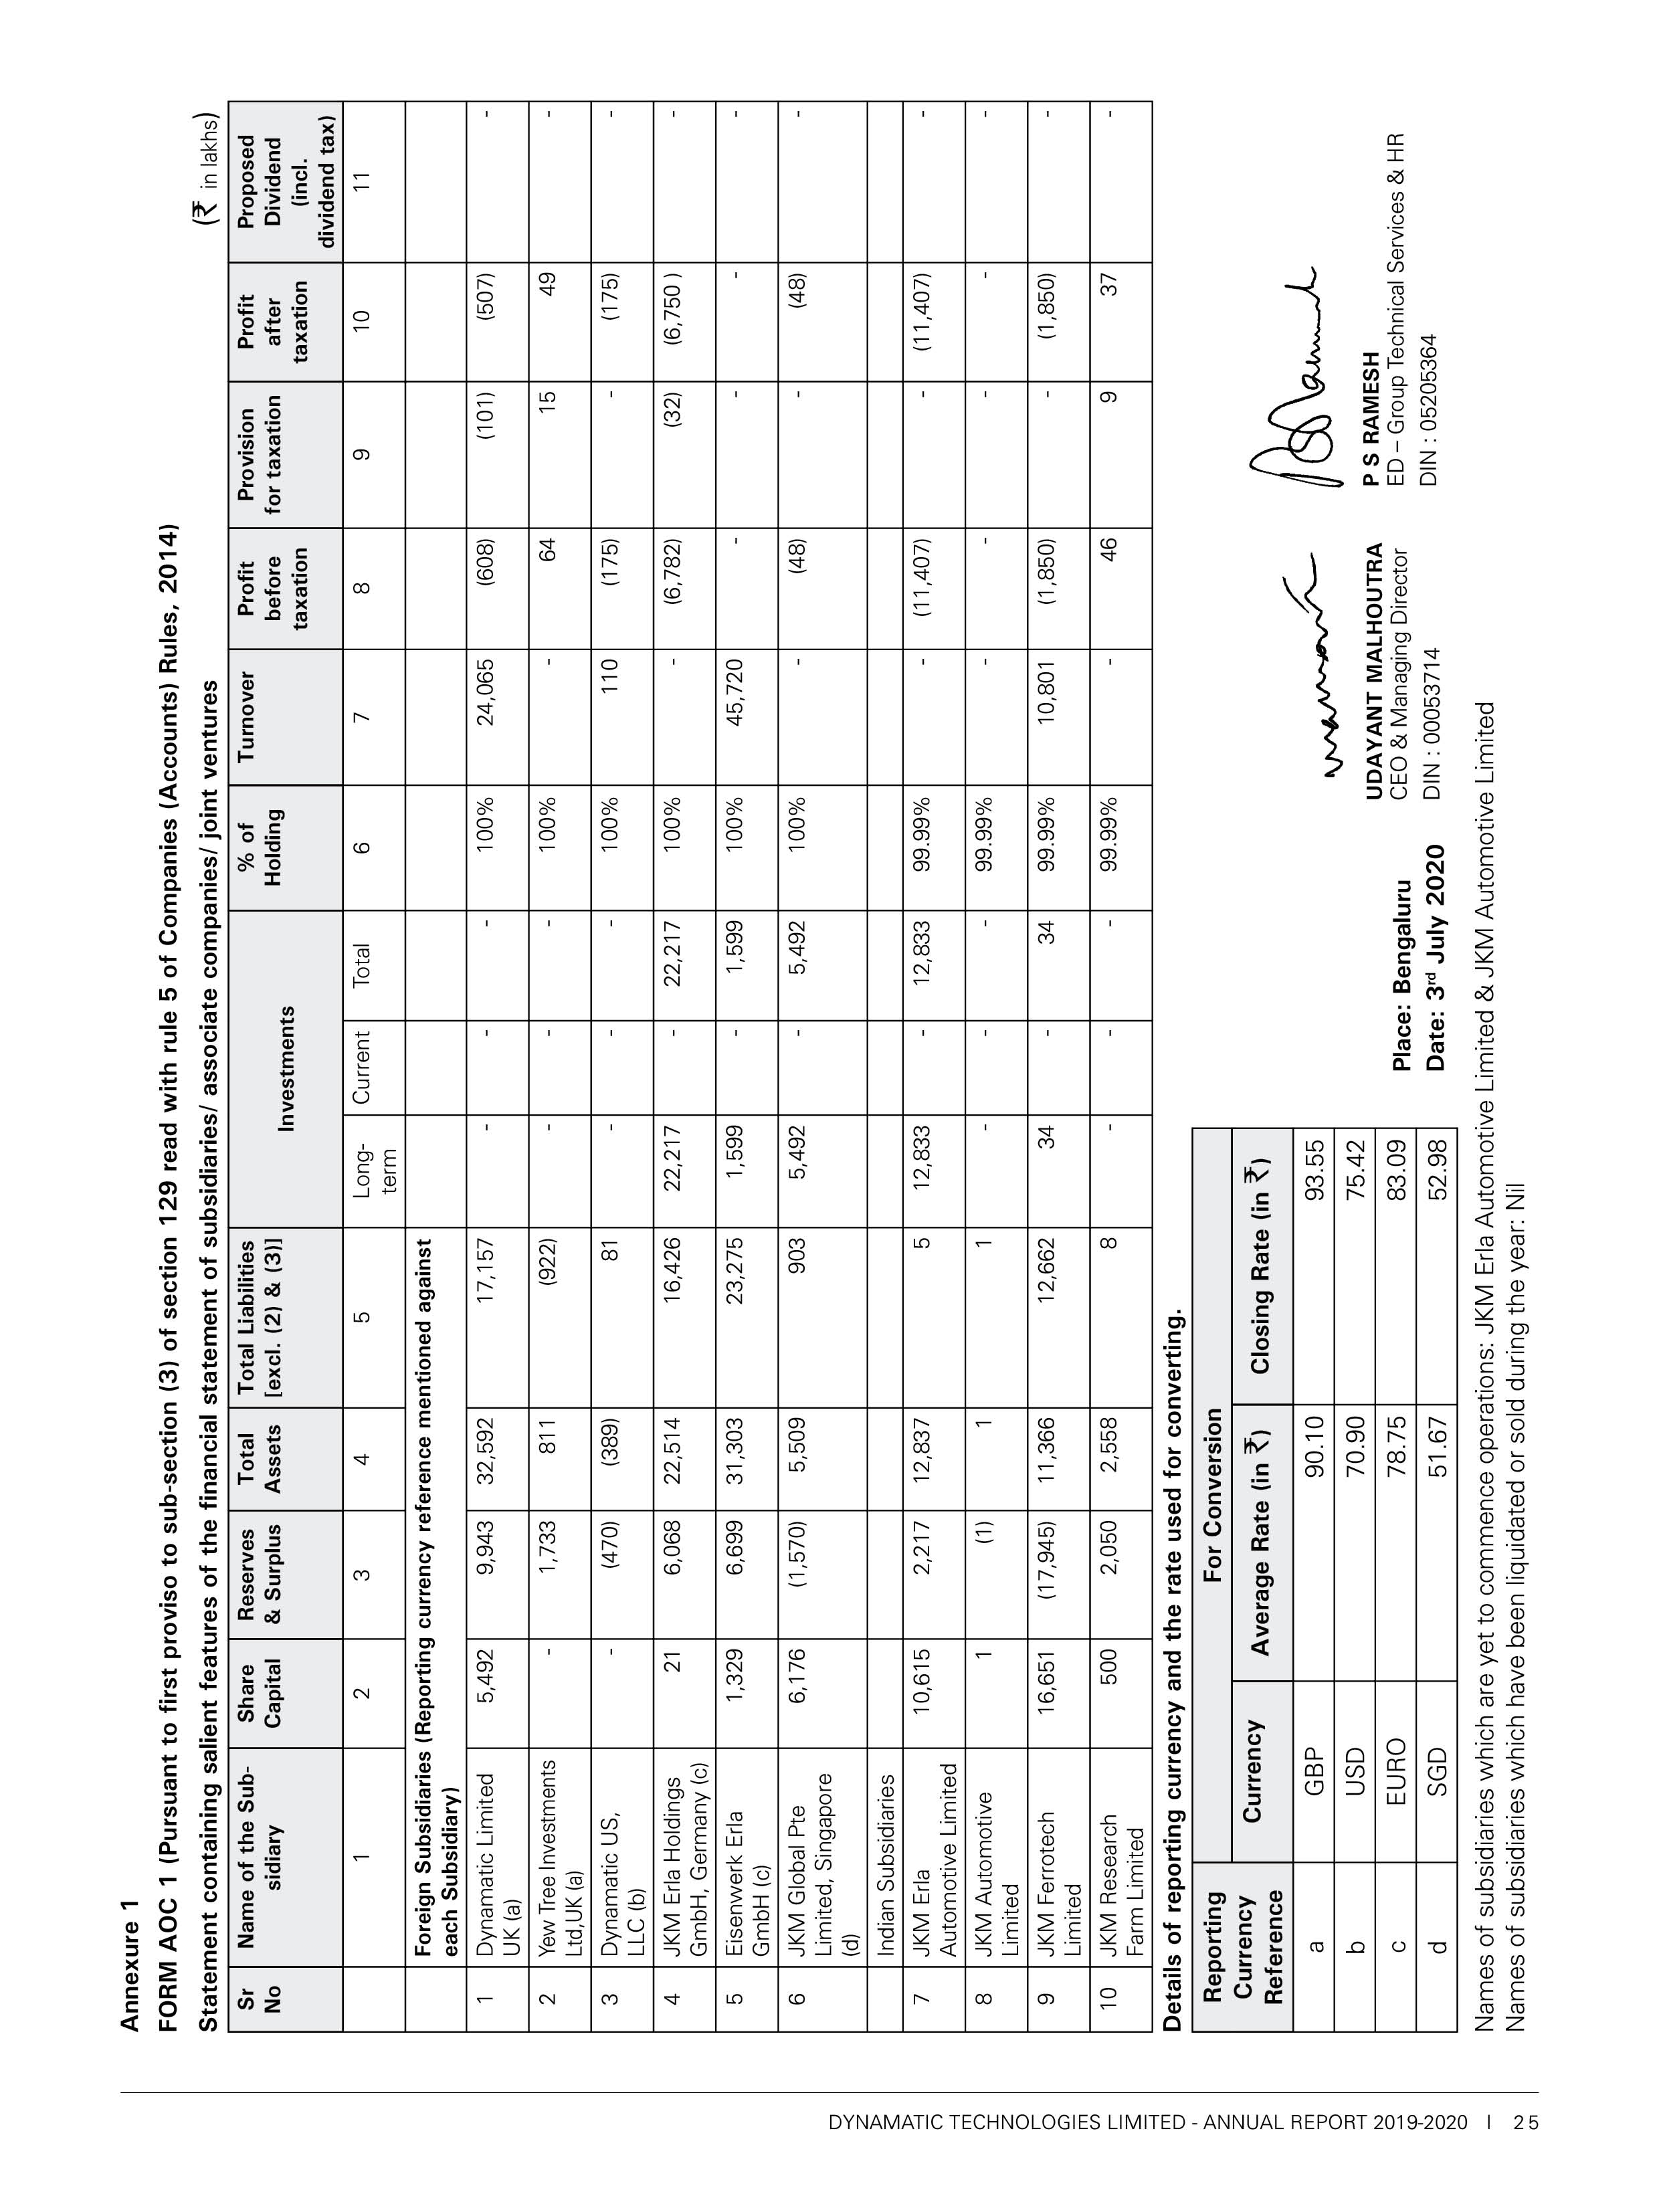 Annexure 1
FORM AOC 1 (Pursuant to first proviso to sub-section (3) of section 129 read with rule 5 of Companies (Accounts) Rules, 2014)
Statement containing salient features of the financial statement of subsidiaries/ associate companies/ joint ventures
(₹ in lakhs)
Sr No | Name of the Sub-sidiary | Share Capital | Reserves & Surplus | Total Assets | Total Liabilities [excl. (2) & (3)] | Investments | % of Holding | Turnover | Profit before taxation | Provision for taxation | Profit after taxation | Proposed Dividend (incl. dividend tax)
1 | 2 | 3 | 4 | 5 | Long-term | Current | Total | 6 | 7 | 8 | 9 | 10 | 11
Foreign Subsidiaries (Reporting currency reference mentioned against each Subsidiary)
1 | Dynamatic Limited UK (a) | 5,492 | 9,943 | 32,592 | 17,157 | - | - | - | 100% | 24,065 | (608) | (101) | (507) | -
2 | Yew Tree Investments Ltd,UK (a) | - | 1,733 | 811 | (922) | - | - | - | 100% | - | 64 | 15 | 49 | -
3 | Dynamatic US, LLC (b) | - | (470) | (389) | 81 | - | - | - | 100% | 110 | (175) | - | (175) | -
4 | JKM Erla Holdings GmbH, Germany (c) | 21 | 6,068 | 22,514 | 16,426 | 22,217 | - | 22,217 | 100% | - | (6,782) | (32) | (6,750 ) | -
5 | Eisenwerk Erla GmbH (c) | 1,329 | 6,699 | 31,303 | 23,275 | 1,599 | - | 1,599 | 100% | 45,720 | - | - | - | -
6 | JKM Global Pte Limited, Singapore (d) | 6,176 | (1,570) | 5,509 | 903 | 5,492 | - | 5,492 | 100% | - | (48) | - | (48) | -
Indian Subsidiaries
7 | JKM Erla Automotive Limited | 10,615 | 2,217 | 12,837 | 5 | 12,833 | - | 12,833 | 99.99% | - | (11,407) | - | (11,407) | -
8 | JKM Automotive Limited | 1 | (1) | 1 | 1 | - | - | - | 99.99% | - | - | - | - | -
9 | JKM Ferrotech Limited | 16,651 | (17,945) | 11,366 | 12,662 | 34 | - | 34 | 99.99% | 10,801 | (1,850) | - | (1,850) | -
10 | JKM Research Farm Limited | 500 | 2,050 | 2,558 | 8 | - | - | - | 99.99% | - | 46 | 9 | 37 | -
Details of reporting currency and the rate used for converting.
Reporting Currency Reference | For Conversion
Currency | Average Rate (in ₹) | Closing Rate (in ₹)
a | GBP | 90.10 | 93.55
b | USD | 70.90 | 75.42
c | EURO | 78.75 | 83.09
d | SGD | 51.67 | 52.98
Place: Bengaluru
Date: 3rd July 2020
UDAYANT MALHOUTRA
CEO & Managing Director
DIN : 00053714
P S RAMESH
ED – Group Technical Services & HR
DIN : 05205364
Names of subsidiaries which are yet to commence operations: JKM Erla Automotive Limited & JKM Automotive Limited
Names of subsidiaries which have been liquidated or sold during the year: Nil
DYNAMATIC TECHNOLOGIES LIMITED - ANNUAL REPORT 2019-2020 I 25